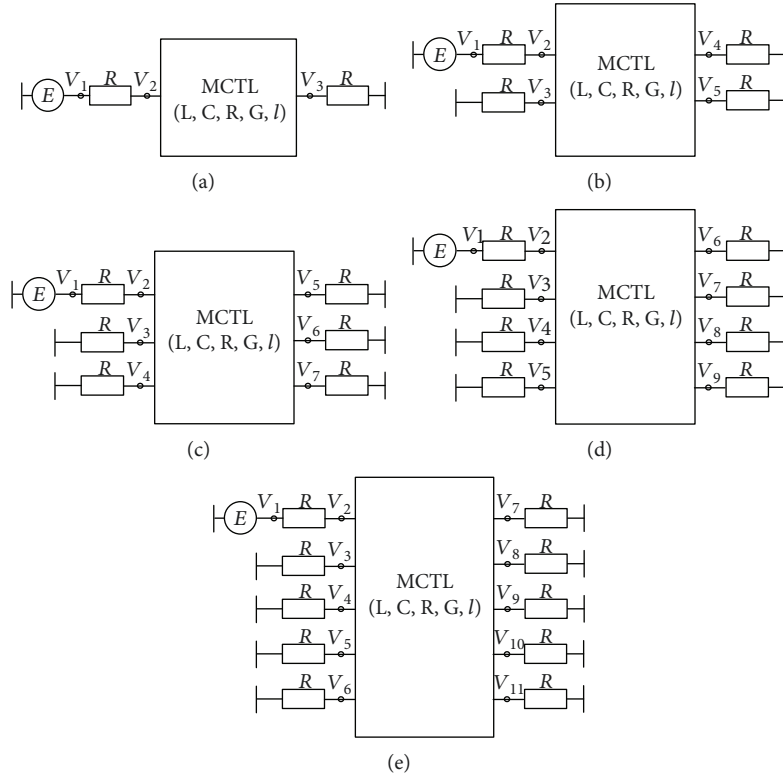 E V1 R V2 MCTL (L, C, R, G, l) V3 R
(a)
E V1 R V2 V4 R
R V3 MCTL (L, C, R, G, l) V5 R
(b)
E V1 R V2 V5 R
R V3 MCTL (L, C, R, G, l) V6 R
R V4 V7 R
(c)
E V1 R V2 V6 R
R V3 MCTL (L, C, R, G, l) V7 R
R V4 V8 R
R V5 V9 R
(d)
E V1 R V2 V7 R
R V3 V8 R
R V4 MCTL (L, C, R, G, l) V9 R
R V5 V10 R
R V6 V11 R
(e)